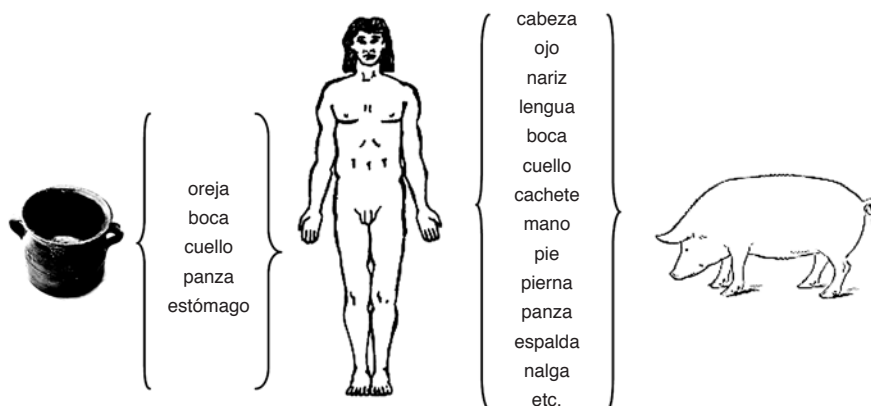 oreja
boca
cuello
panza
estómago
cabeza
ojo
nariz
lengua
boca
cuello
cachete
mano
pie
pierna
panza
espalda
nalga
etc.